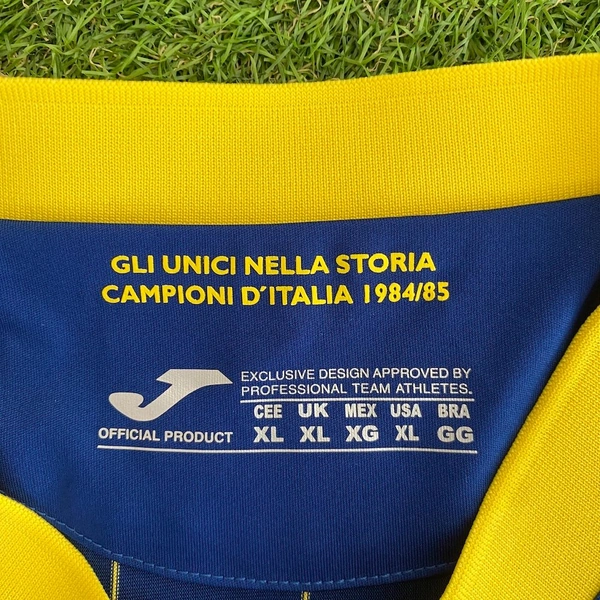 GLI UNICI NELLA STORIA
CAMPIONI D´ITALIA 1984/85
EXCLUSIVE DESIGN APPROVED BY
PROFESSIONAL TEAM ATHLETES.
OFFICIAL PRODUCT
CEE UK MEX USA BRA
XL XL XG XL GG